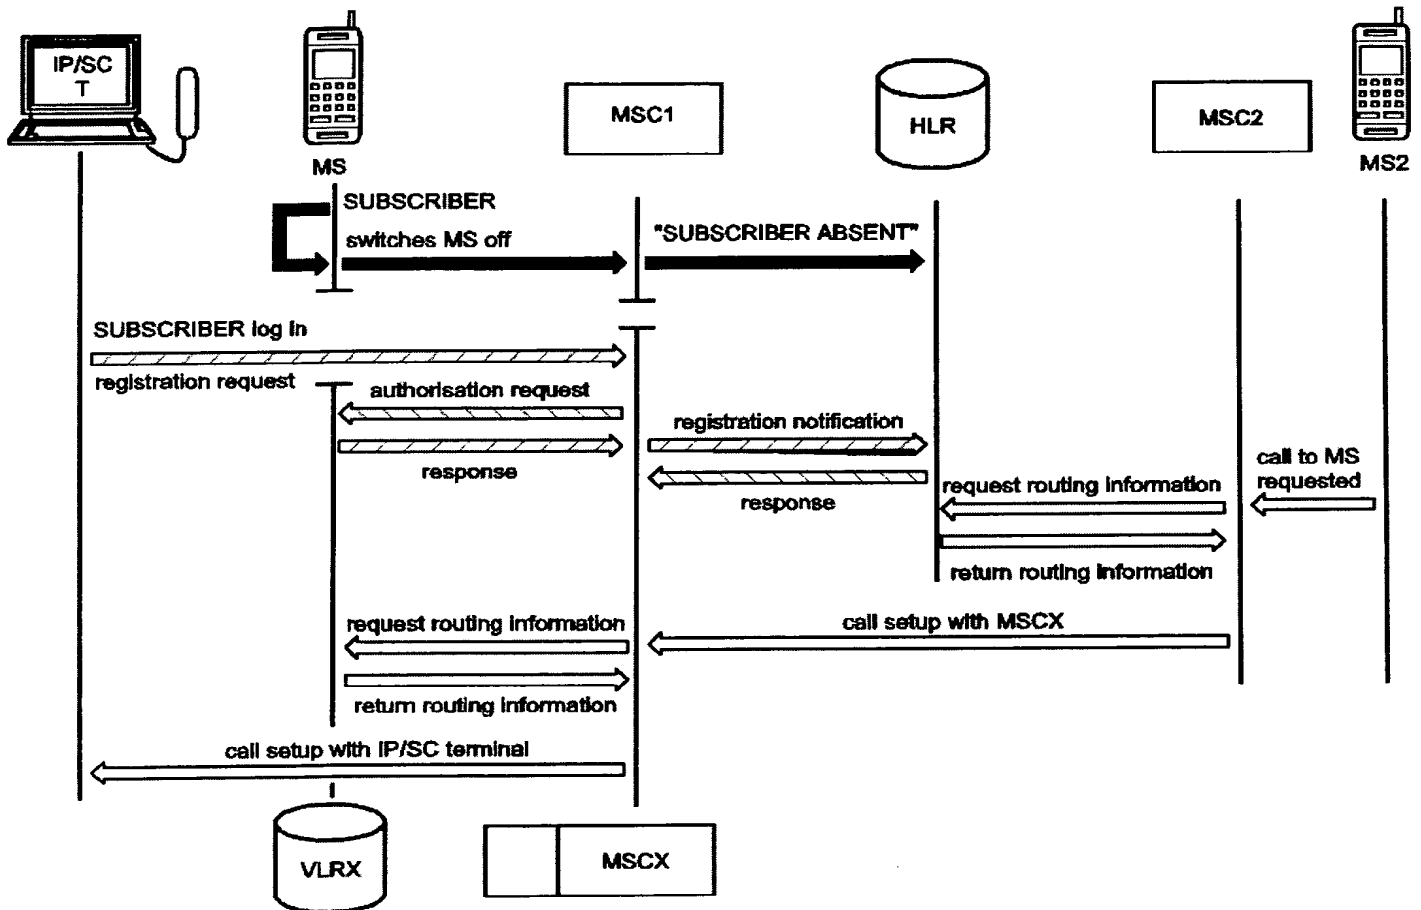 IP/SC
T
MSC1
HLR
MSC2
MS
MS2
SUBSCRIBER
switches MS off
"SUBSCRIBER ABSENT"
SUBSCRIBER log in
registration request
authorisation request
registration notification
response
response
call to MS
requested
request routing information
return routing information
call setup with MSCX
request routing information
return routing information
call setup with IP/SC terminal
VLRX
MSCX